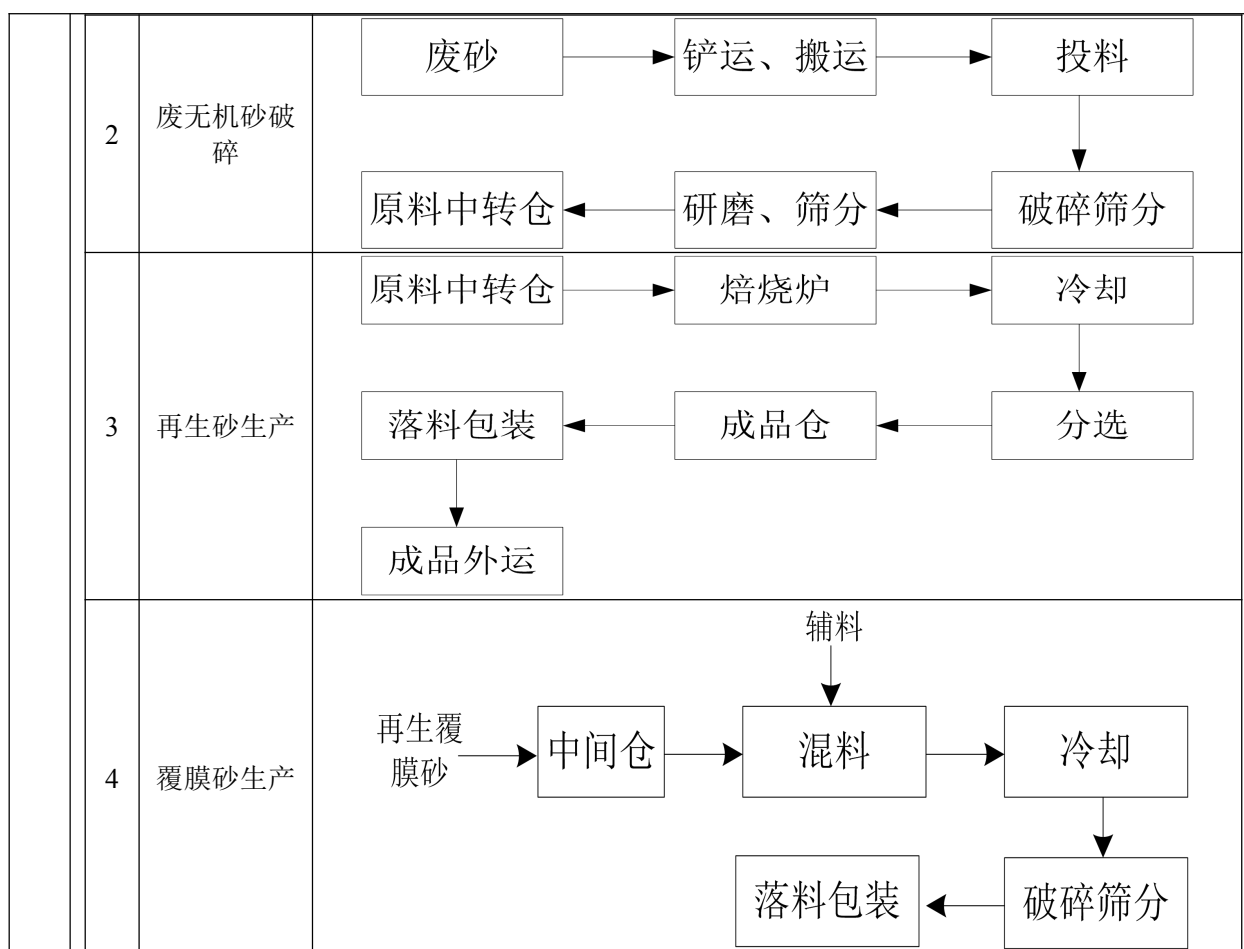 2
废无机砂破
碎
废砂
铲运、搬运
投料
原料中转仓
研磨、筛分
破碎筛分
3
再生砂生产
原料中转仓
焙烧炉
冷却
落料包装
成品仓
分选
成品外运
4
覆膜砂生产
辅料
再生覆
膜砂
中间仓
混料
冷却
落料包装
破碎筛分